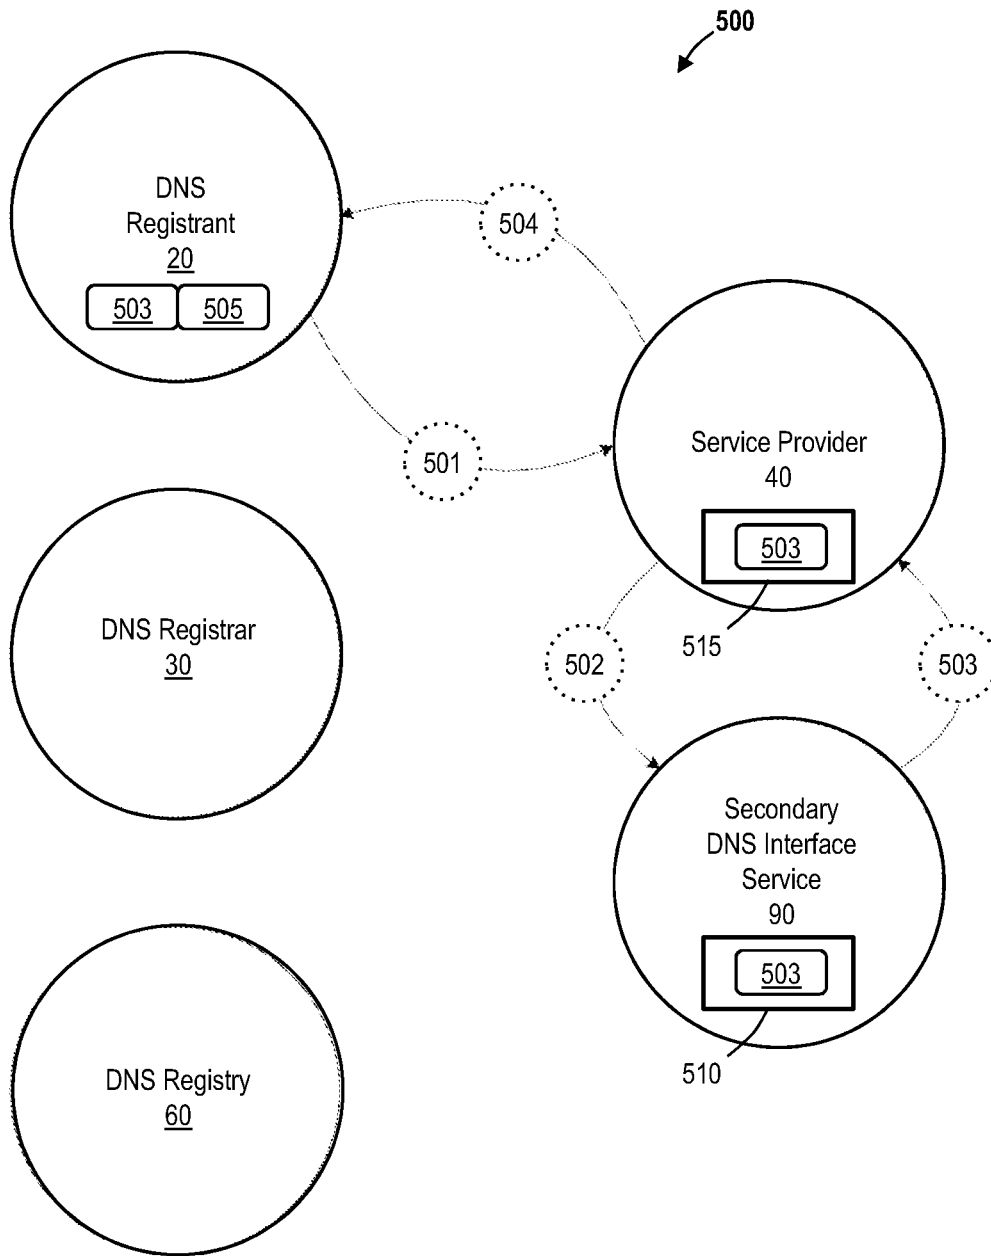 500
DNS
Registrant
20
503 505
504
501
Service Provider
40
503
515
502
503
DNS Registrar
30
Secondary
DNS Interface
Service
90
503
510
DNS Registry
60